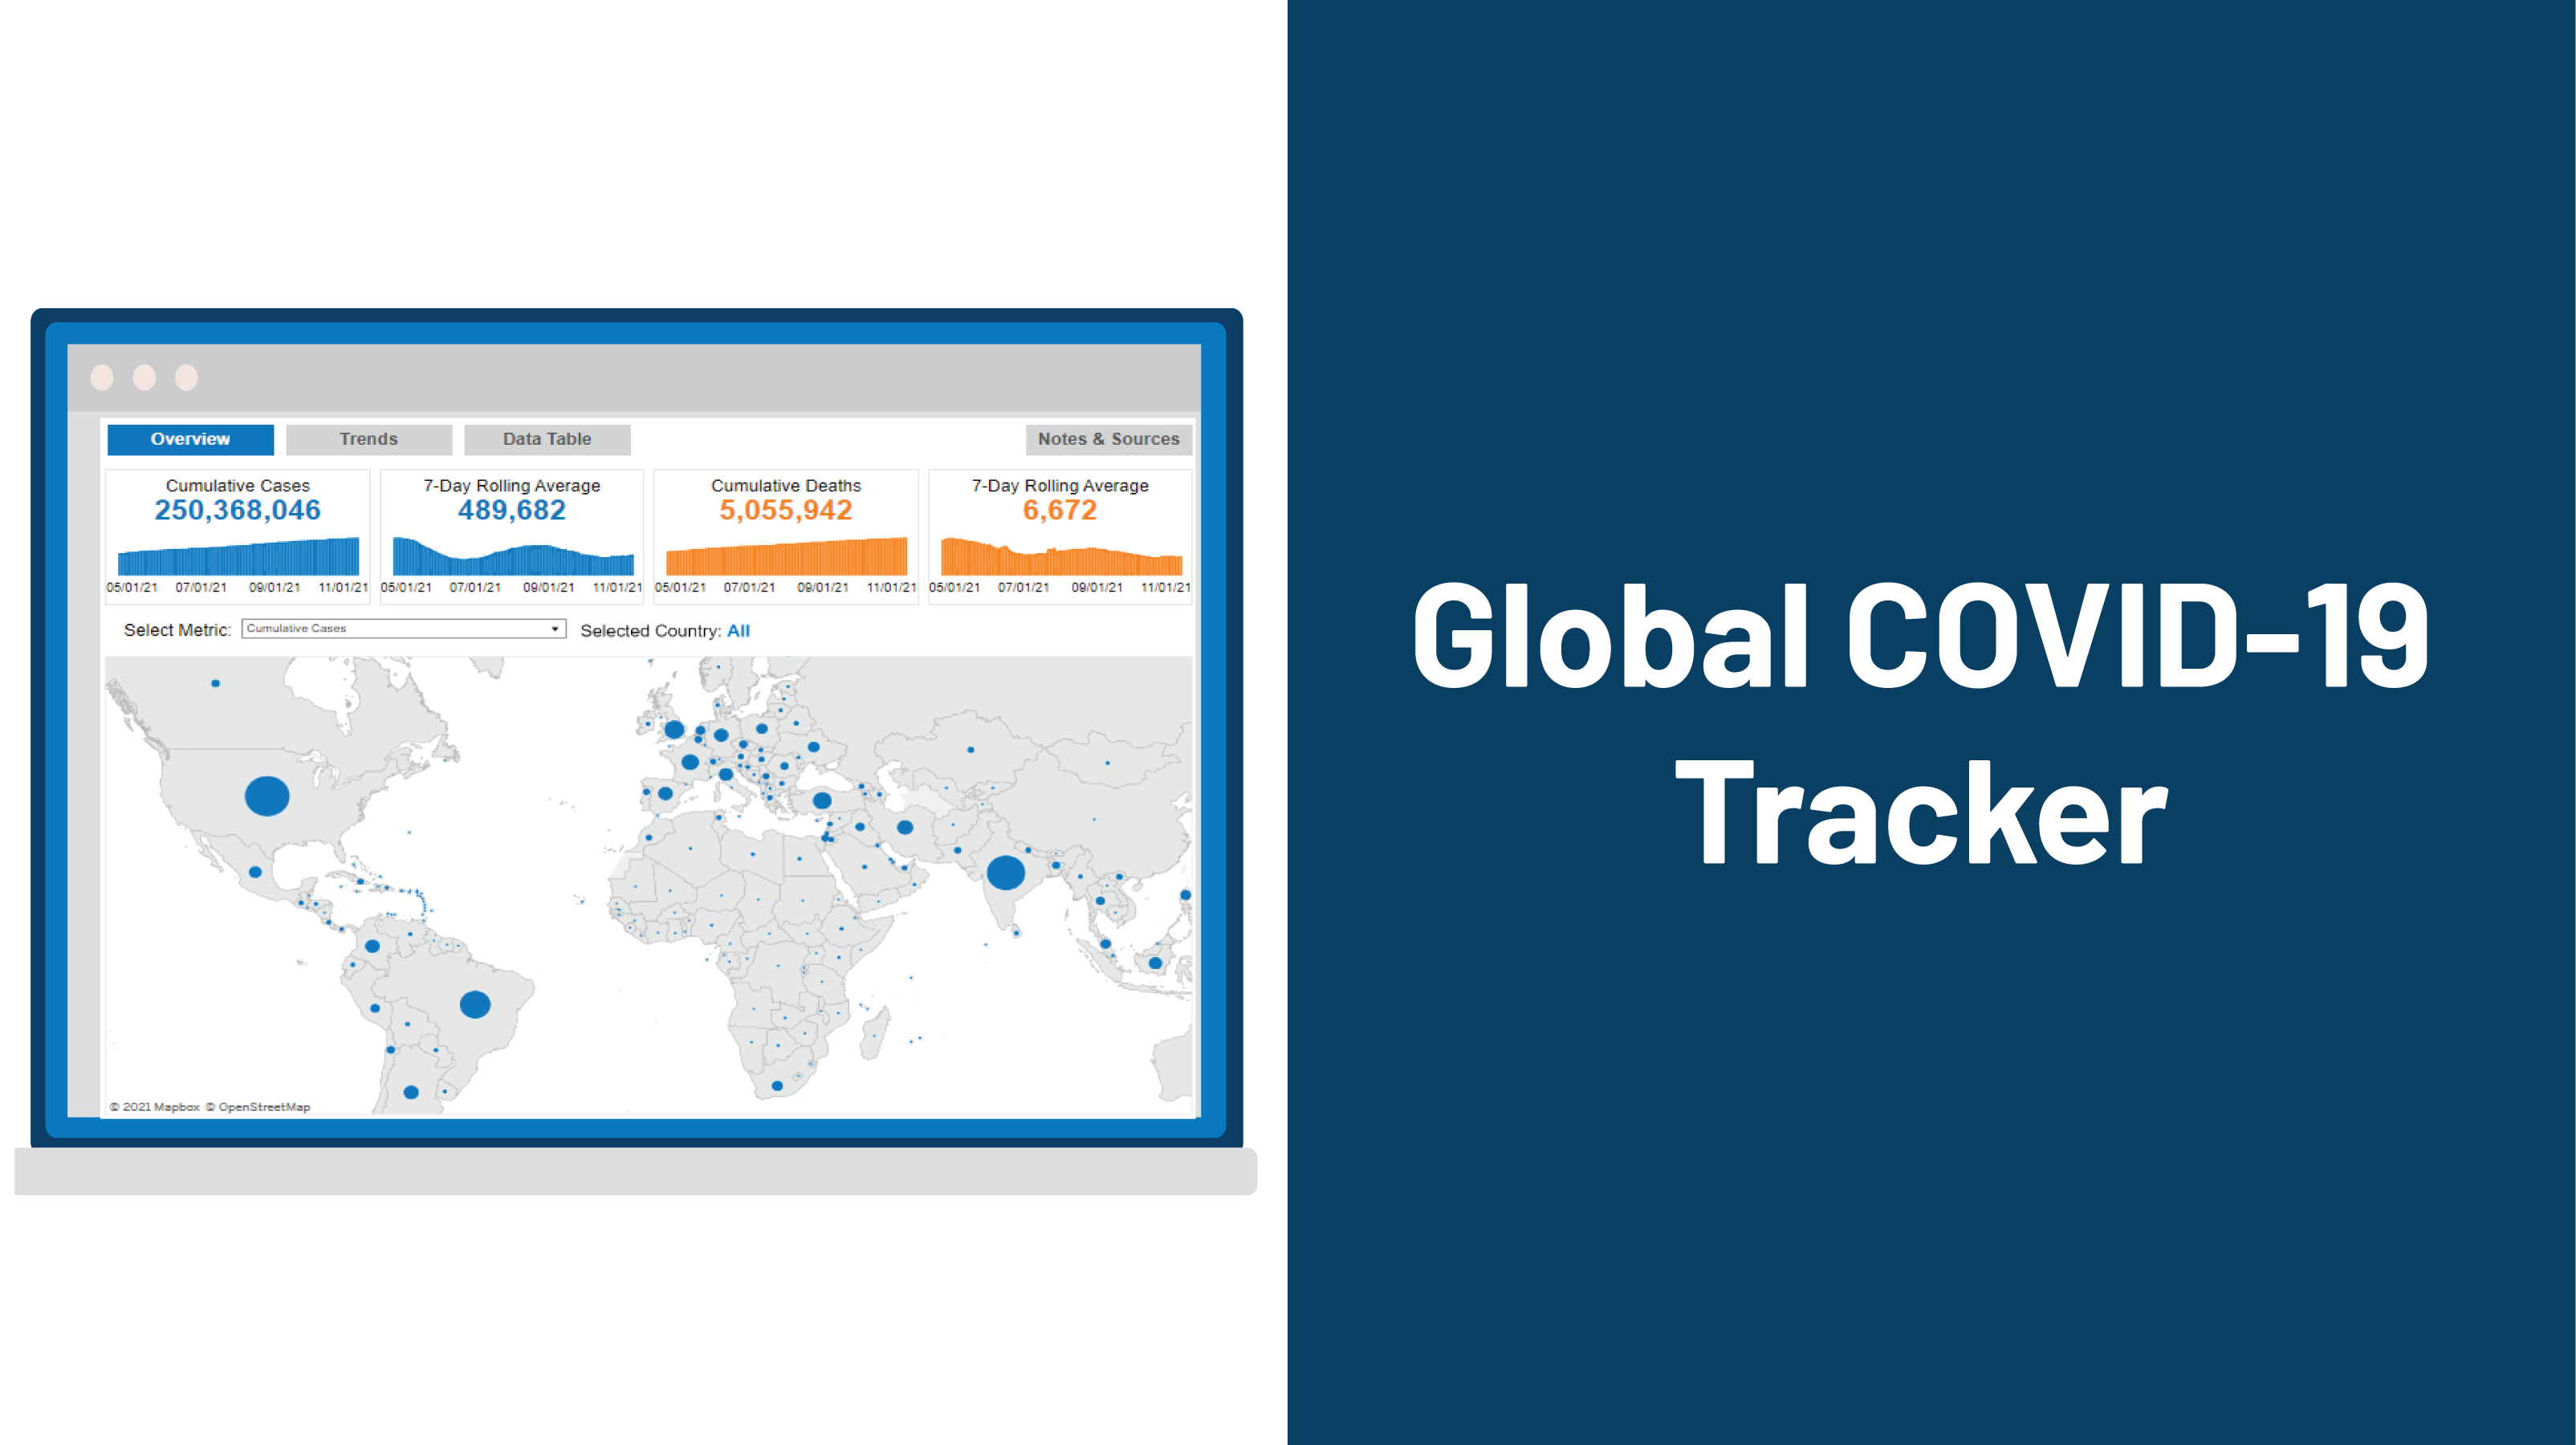 Overview
Trends
Data Table
Notes & Sources
Cumulative Cases
250,368,046
05/01/21 07/01/21 09/01/21 11/01/21
7-Day Rolling Average
489,682
05/01/21 07/01/21 09/01/21 11/01/21
Cumulative Deaths
5,055,942
05/01/21 07/01/21 09/01/21 11/01/21
7-Day Rolling Average
6,672
05/01/21 07/01/21 09/01/21 11/01/21
Select Metric: Cumulative Cases
Selected Country: All
© 2021 Mapbox © OpenStreetMap
Global COVID-19
Tracker